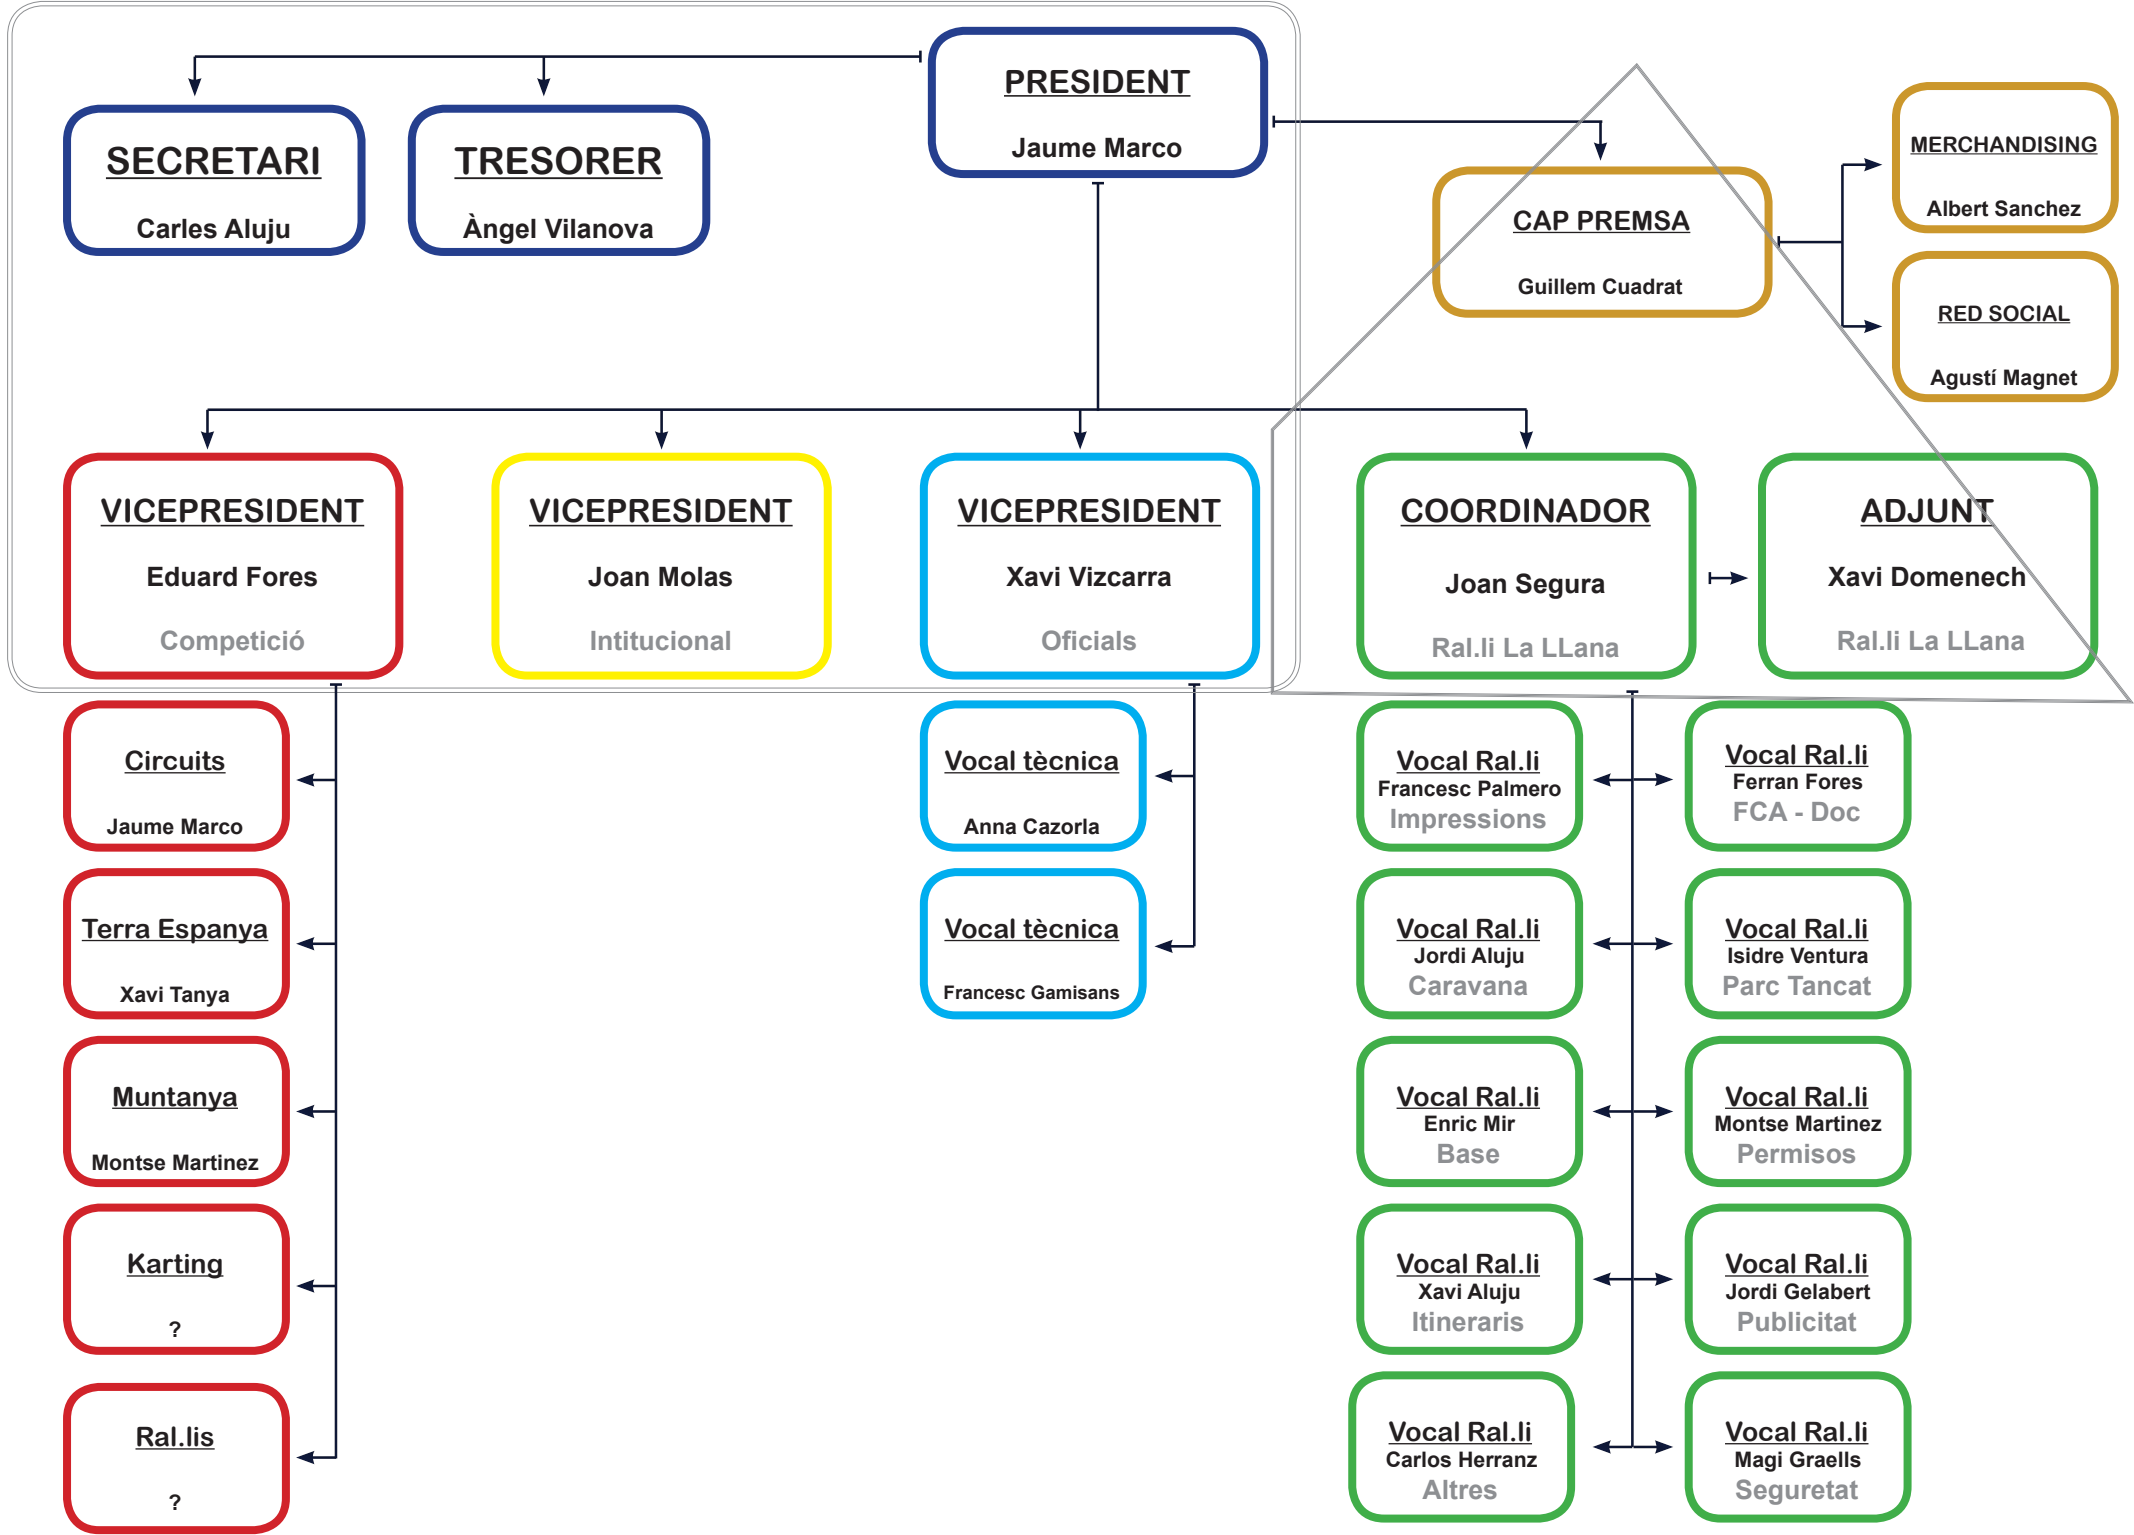 PRESIDENT
Jaume Marco
SECRETARI
Carles Aluju
TRESORER
Àngel Vilanova
CAP PREMSA
Guillem Cuadrat
MERCHANDISING
Albert Sanchez
RED SOCIAL
Agustí Magnet
VICEPRESIDENT
Eduard Fores
Competició
VICEPRESIDENT
Joan Molas
Intitucional
VICEPRESIDENT
Xavi Vizcarra
Oficials
COORDINADOR
Joan Segura
Ral.li La LLana
ADJUNT
Xavi Domenech
Ral.li La LLana
Circuits
Jaume Marco
Terra Espanya
Xavi Tanya
Muntanya
Montse Martinez
Karting
?
Ral.lis
?
Vocal tècnica
Anna Cazorla
Vocal tècnica
Francesc Gamisans
Vocal Ral.li
Francesc Palmero
Impressions
Vocal Ral.li
Ferran Fores
FCA - Doc
Vocal Ral.li
Jordi Aluju
Caravana
Vocal Ral.li
Isidre Ventura
Parc Tancat
Vocal Ral.li
Enric Mir
Base
Vocal Ral.li
Montse Martinez
Permisos
Vocal Ral.li
Xavi Aluju
Itineraris
Vocal Ral.li
Jordi Gelabert
Publicitat
Vocal Ral.li
Carlos Herranz
Altres
Vocal Ral.li
Magi Graells
Seguretat